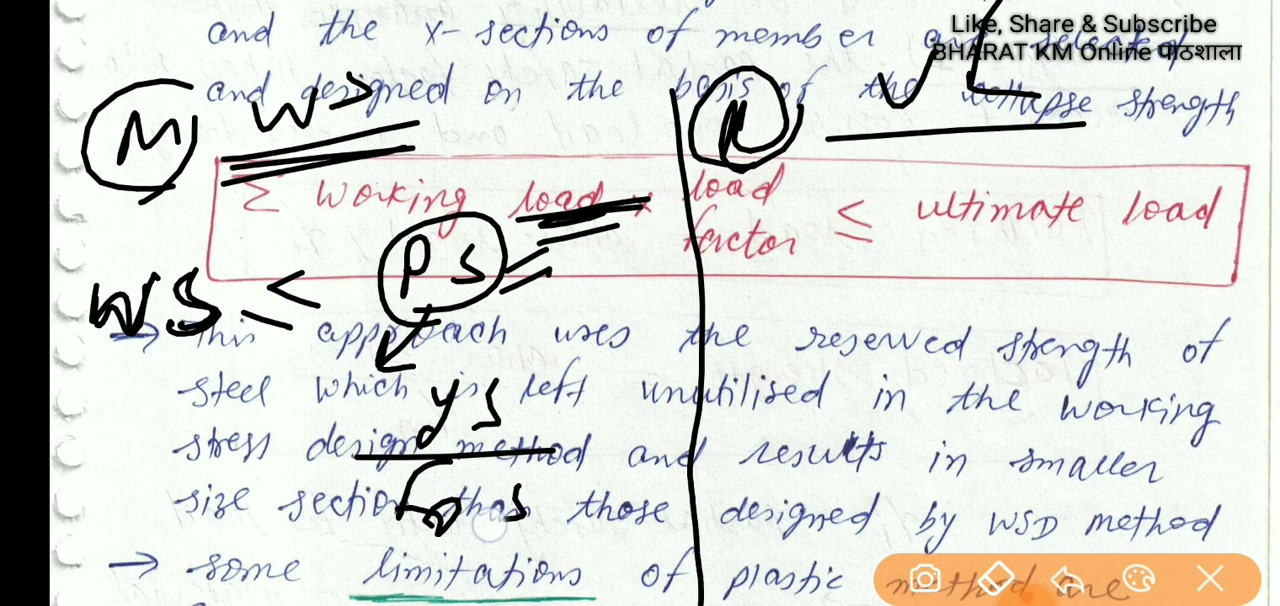 Like, Share & Subscribe
BHARAT KM Online पाठशाला
and the x-sections of member are selected
and designed on the basis of the collapse strength
M W
Σ working load × load factor ≤ ultimate load
WS < PS
→ This approach uses the reserved strength of
steel which is left unutilised in the working
YS
stress design method and results in smaller
size section than those designed by WSD method
→ some limitations of plastic method are